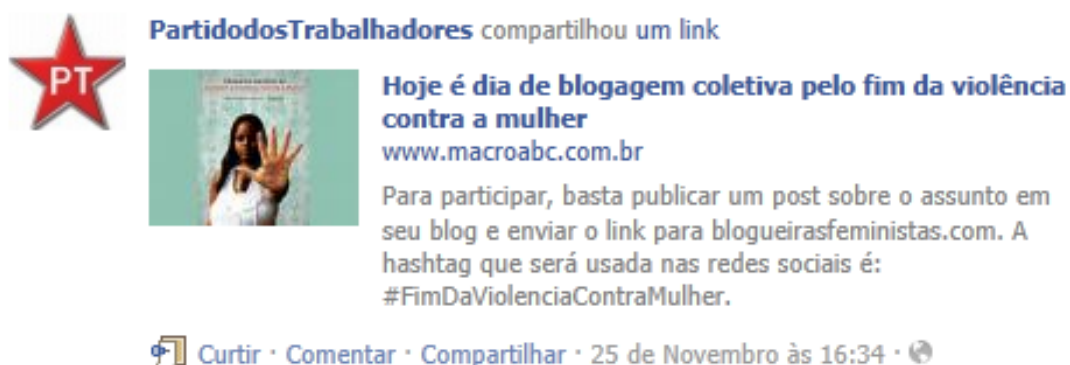 PT
PartidodosTrabalhadores compartilhou um link
Hoje é dia de blogagem coletiva pelo fim da violência
contra a mulher
www.macroabc.com.br
Para participar, basta publicar um post sobre o assunto em
seu blog e enviar o link para blogueirasfeministas.com. A
hashtag que será usada nas redes sociais é:
#FimDaViolenciaContraMulher.
Curtir · Comentar · Compartilhar · 25 de Novembro às 16:34 ·